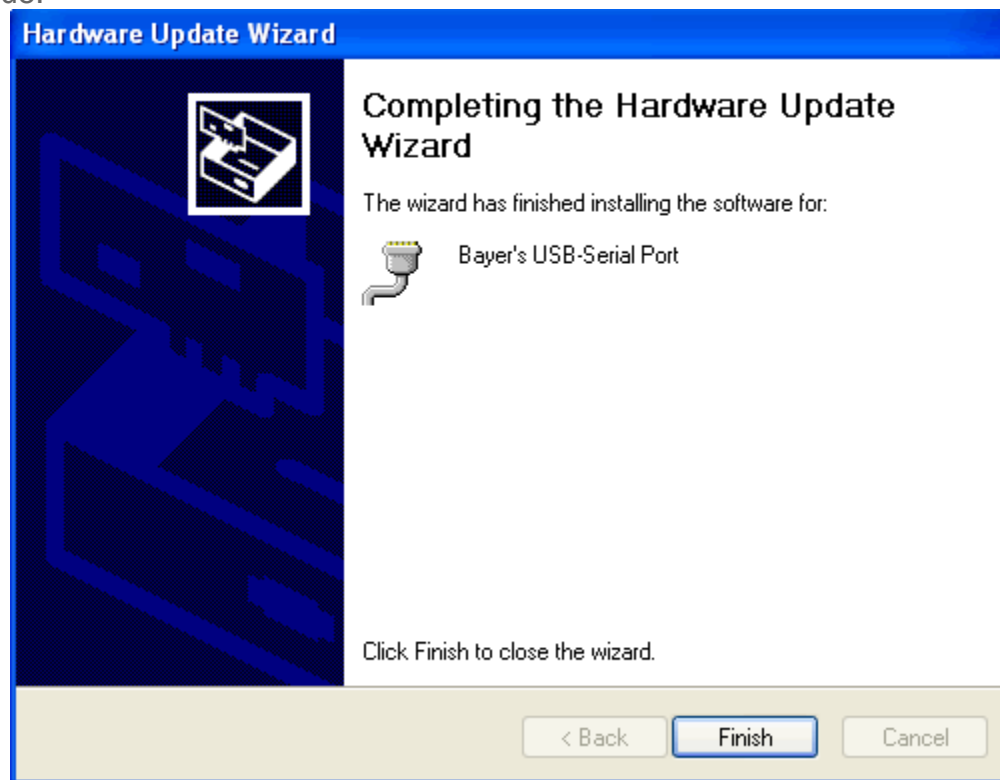 Hardware Update Wizard
Completing the Hardware Update
Wizard
The wizard has finished installing the software for:
Bayer's USB-Serial Port
Click Finish to close the wizard.
< Back Finish Cancel